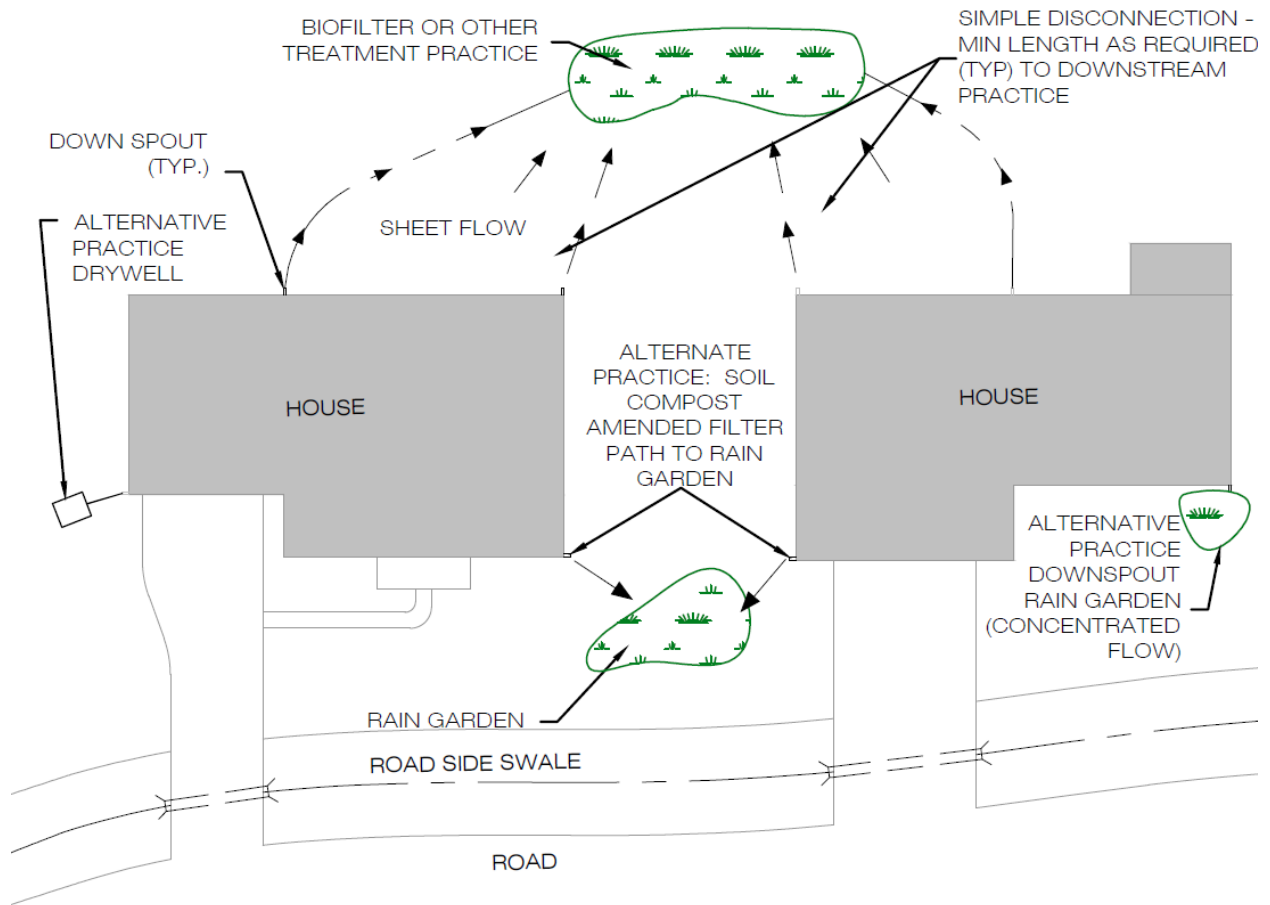 BIOFILTER OR OTHER
TREATMENT PRACTICE
SIMPLE DISCONNECTION -
MIN LENGTH AS REQUIRED
(TYP) TO DOWNSTREAM
PRACTICE
DOWN SPOUT
(TYP.)
ALTERNATIVE
PRACTICE
DRYWELL
SHEET FLOW
HOUSE
ALTERNATE
PRACTICE: SOIL
COMPOST
AMENDED FILTER
PATH TO RAIN
GARDEN
HOUSE
ALTERNATIVE
PRACTICE
DOWNSPOUT
RAIN GARDEN
(CONCENTRATED
FLOW)
RAIN GARDEN
ROAD SIDE SWALE
ROAD